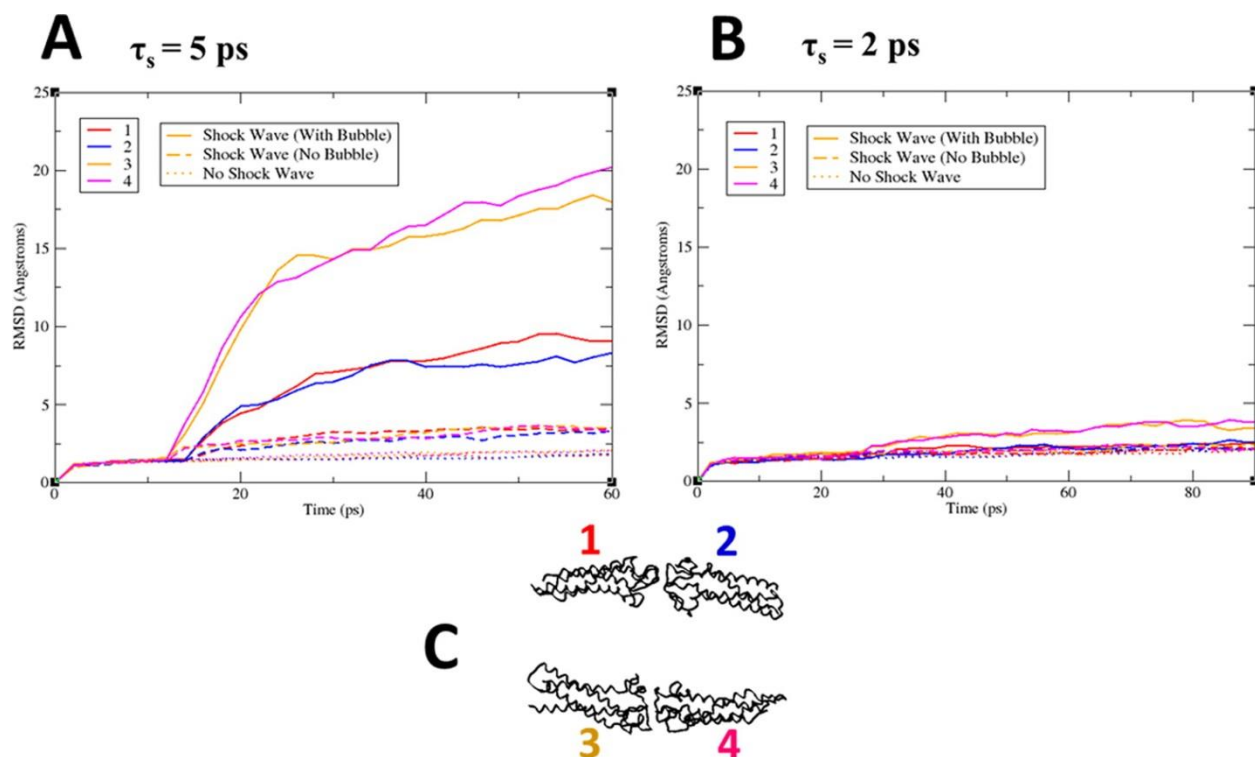 A
τs = 5 ps
25
20
15
10
5
0
RMSD (Angstroms)
1
2
3
4
Shock Wave (With Bubble)
Shock Wave (No Bubble)
No Shock Wave
0
20
40
60
Time (ps)
B
τs = 2 ps
25
20
15
10
5
0
RMSD (Angstroms)
1
2
3
4
Shock Wave (With Bubble)
Shock Wave (No Bubble)
No Shock Wave
0
20
40
60
80
Time (ps)
1 2
C
3 4